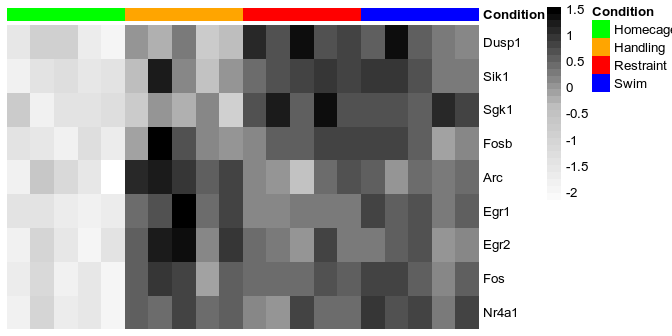 Condition
Dusp1
Sik1
Sgk1
Fosb
Arc
Egr1
Egr2
Fos
Nr4a1
1.5
1
0.5
0
-0.5
-1
-1.5
-2
Condition
Homecage
Handling
Restraint
Swim